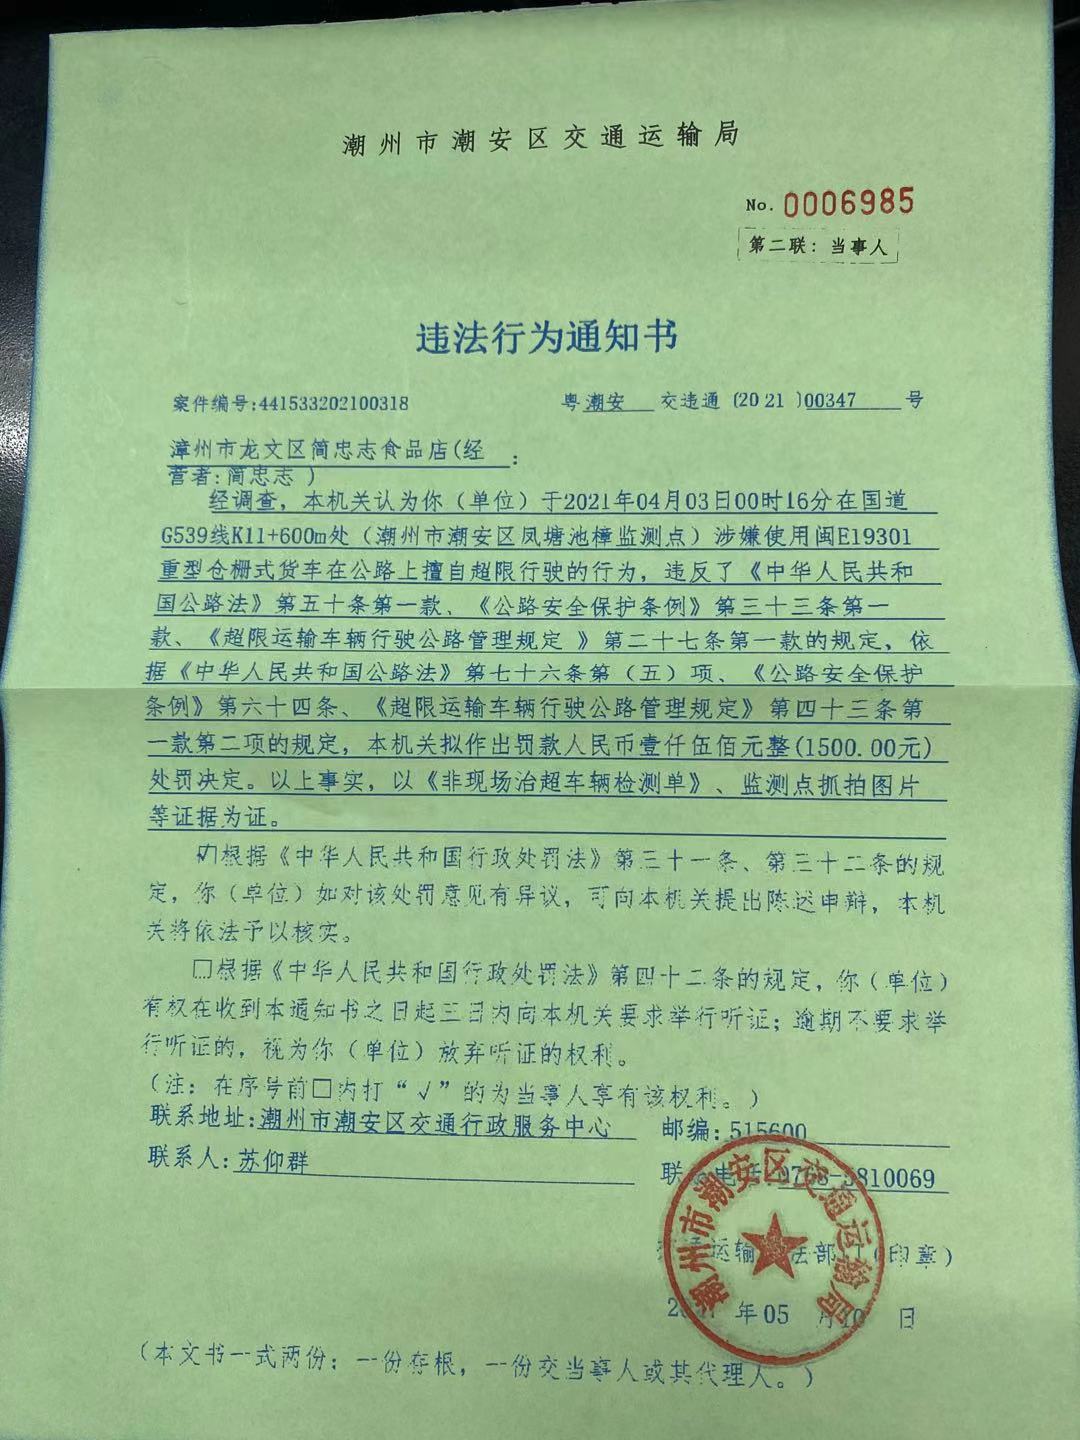 潮州市潮安区交通运输局
No. 0006985
第二联：当事人
违法行为通知书
案件编号:441533202100318
粤潮安 交违通 (2021)00347 号
漳州市龙文区简忠志食品店(经
营者:简忠志 ) :
经调查，本机关认为你（单位）于2021年04月03日00时16分在国道
G539线K11+600m处（潮州市潮安区凤塘池樟监测点）涉嫌使用闽E19301
重型仓栅式货车在公路上擅自超限行驶的行为，违反了《中华人民共和
国公路法》第五十条第一款、《公路安全保护条例》第三十三条第一
款、《超限运输车辆行驶公路管理规定 》第二十七条第一款的规定，依
据《中华人民共和国公路法》第七十六条第（五）项、《公路安全保护
条例》第六十四条、《超限运输车辆行驶公路管理规定》第四十三条第
一款第二项的规定，本机关拟作出罚款人民币壹仟伍佰元整(1500.00元)
处罚决定。以上事实，以《非现场治超车辆检测单》、监测点抓拍图片
等证据为证。
☑根据《中华人民共和国行政处罚法》第三十一条、第三十二条的规
定，你（单位）如对该处罚意见有异议，可向本机关提出陈述申辩，本机
关将依法予以核实。
□根据《中华人民共和国行政处罚法》第四十二条的规定，你（单位）
有权在收到本通知书之日起三日内向本机关要求举行听证；逾期不要求举
行听证的，视为你（单位）放弃听证的权利。
（注：在序号前□内打“√”的为当事人享有该权利。）
联系地址:潮州市潮安区交通行政服务中心 邮编:515600
联系人:苏仰群 联 电话:0768-5810069
运输 法部 （印章）
潮州市潮安区交通运输局
年05月10日
（本文书一式两份：一份存根，一份交当事人或其代理人。）